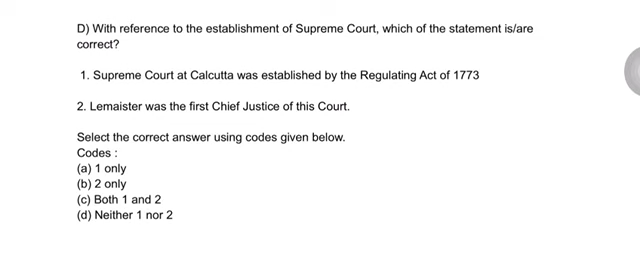 D) With reference to the establishment of Supreme Court, which of the statement is/are
correct?
1. Supreme Court at Calcutta was established by the Regulating Act of 1773
2. Lemaister was the first Chief Justice of this Court.
Select the correct answer using codes given below.
Codes :
(a) 1 only
(b) 2 only
(c) Both 1 and 2
(d) Neither 1 nor 2